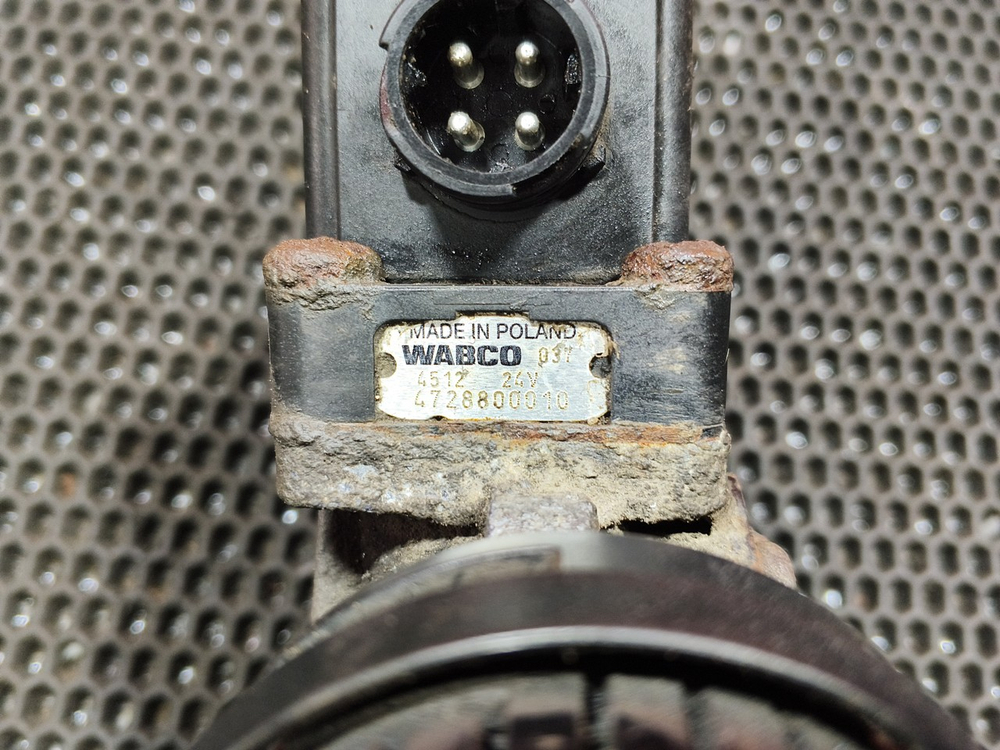 MADE IN POLAND
WABCO 037
4512 24V
4728800010